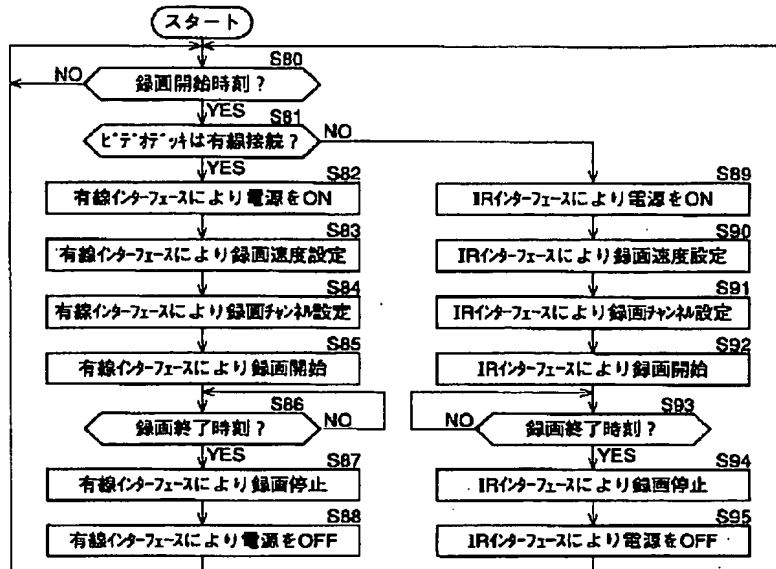 スタート
S80
録画開始時刻？
NO
YES
S81
ビデオデッキは有線接続？
NO
YES
S82
有線インターフェースにより電源をON
S83
有線インターフェースにより録画速度設定
S84
有線インターフェースにより録画チャンネル設定
S85
有線インターフェースにより録画開始
S86
録画終了時刻？
NO
YES
S87
有線インターフェースにより録画停止
S88
有線インターフェースにより電源をOFF
S89
IRインターフェースにより電源をON
S90
IRインターフェースにより録画速度設定
S91
IRインターフェースにより録画チャンネル設定
S92
IRインターフェースにより録画開始
S93
NO
録画終了時刻？
YES
S94
IRインターフェースにより録画停止
S95
IRインターフェースにより電源をOFF